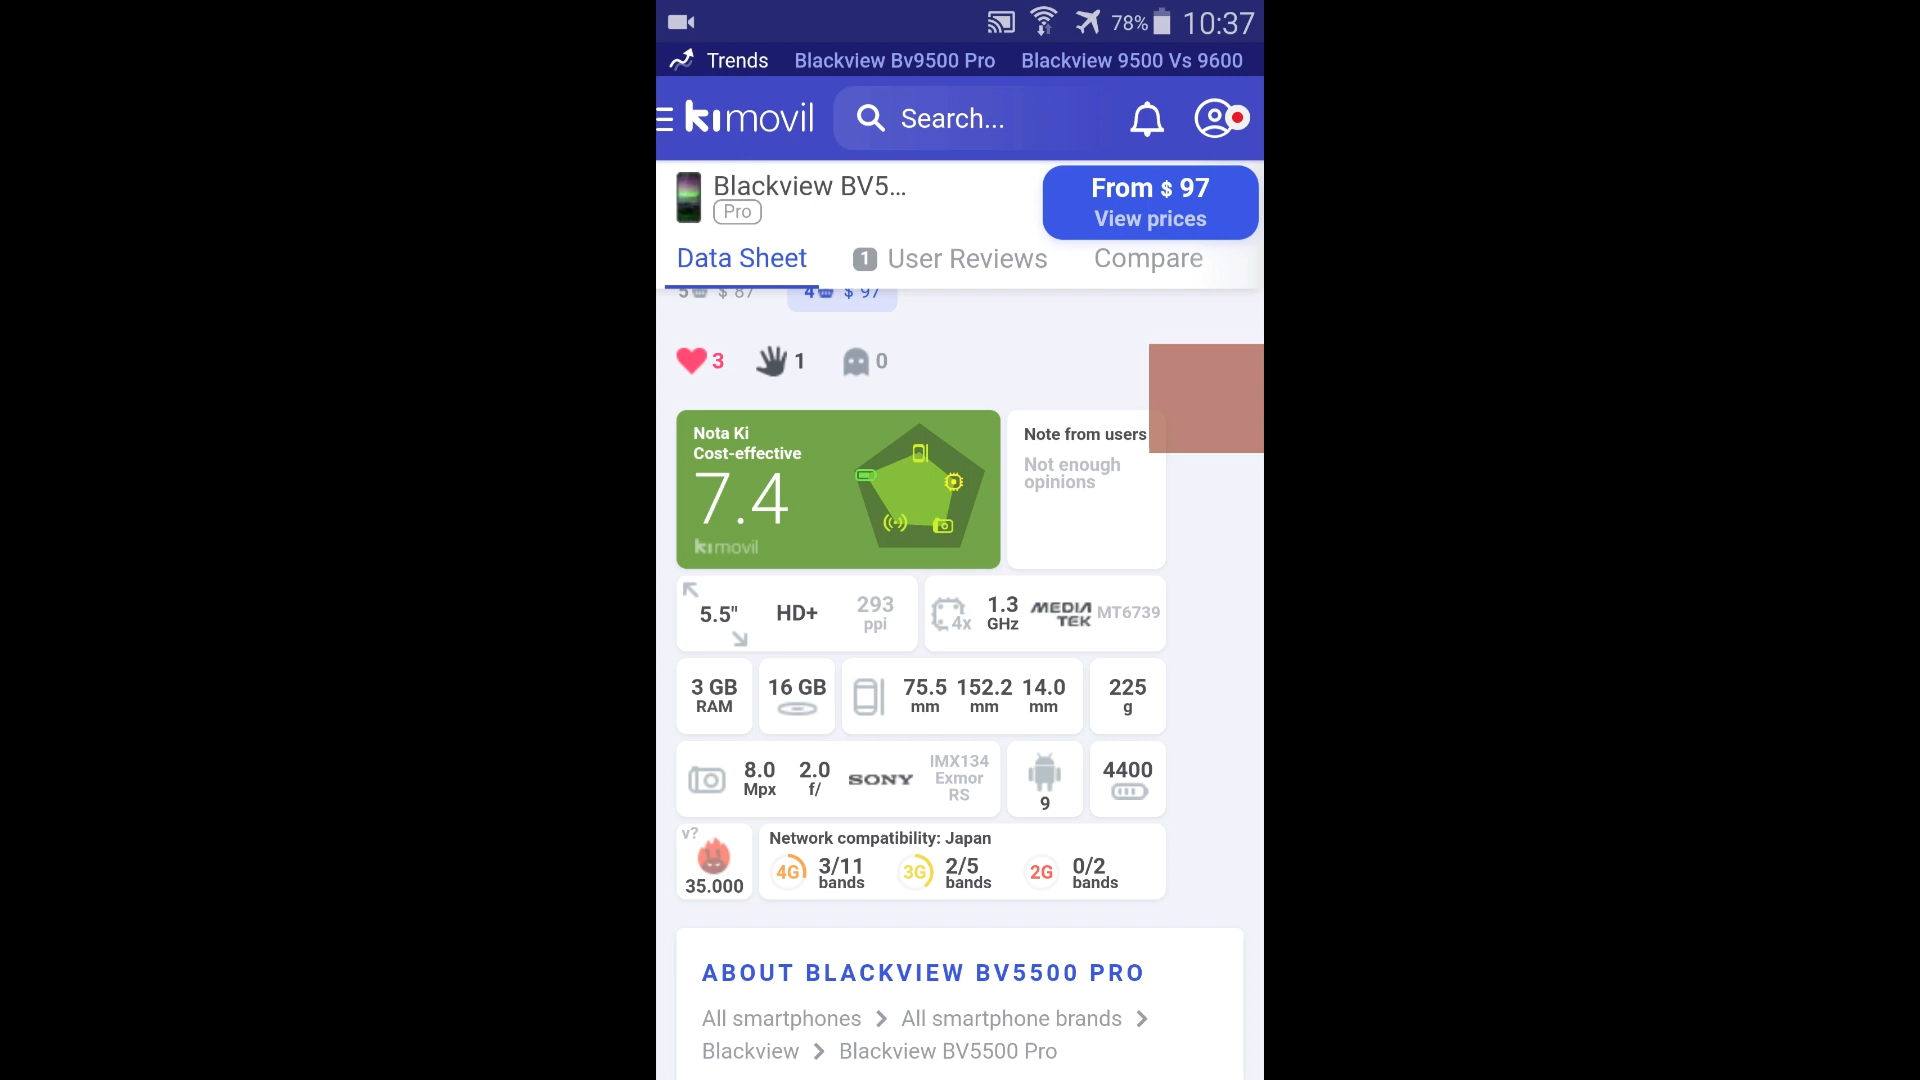 78% 10:37
Trends Blackview Bv9500 Pro Blackview 9500 Vs 9600
kimovil Search...
Blackview BV5...
Pro
From $ 97
View prices
Data Sheet 1 User Reviews Compare
5 $ 87 4 $ 97
3 1 0
Nota Ki
Cost-effective
7.4
kimovil
Note from users
Not enough
opinions
5.5" HD+ 293
ppi
4x 1.3
GHz
MEDIA
TEK
MT6739
3 GB
RAM
16 GB
75.5 152.2 14.0
mm mm mm
225
g
8.0 2.0
Mpx f/
SONY
IMX134
Exmor
RS
9
4400
v?
35.000
Network compatibility: Japan
4G 3/11
bands
3G 2/5
bands
2G 0/2
bands
ABOUT BLACKVIEW BV5500 PRO
All smartphones > All smartphone brands >
Blackview > Blackview BV5500 Pro